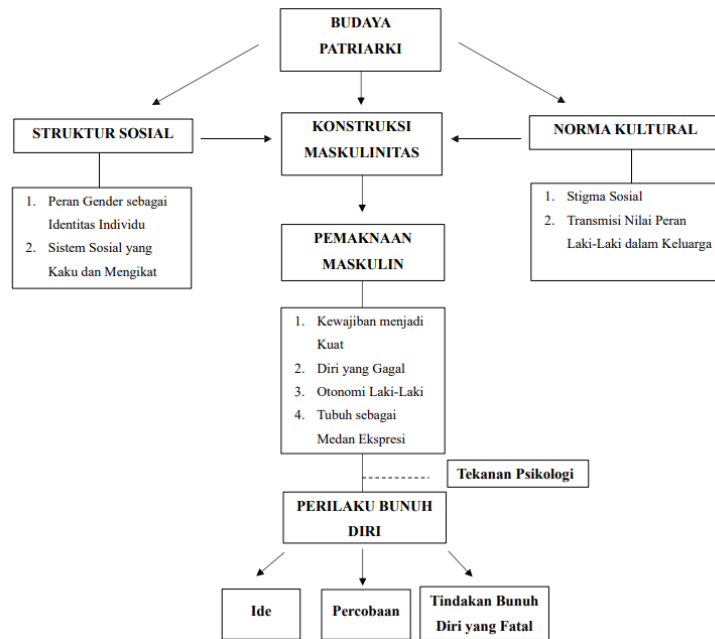 BUDAYA
PATRIARKI
STRUKTUR SOSIAL
KONSTRUKSI
MASKULINITAS
NORMA KULTURAL
1. Peran Gender sebagai
Identitas Individu
2. Sistem Sosial yang
Kaku dan Mengikat
1. Stigma Sosial
2. Transmisi Nilai Peran
Laki-Laki dalam Keluarga
PEMAKNAAN
MASKULIN
1. Kewajiban menjadi
Kuat
2. Diri yang Gagal
3. Otonomi Laki-Laki
4. Tubuh sebagai
Medan Ekspresi
Tekanan Psikologi
PERILAKU BUNUH
DIRI
Ide
Percobaan
Tindakan Bunuh
Diri yang Fatal